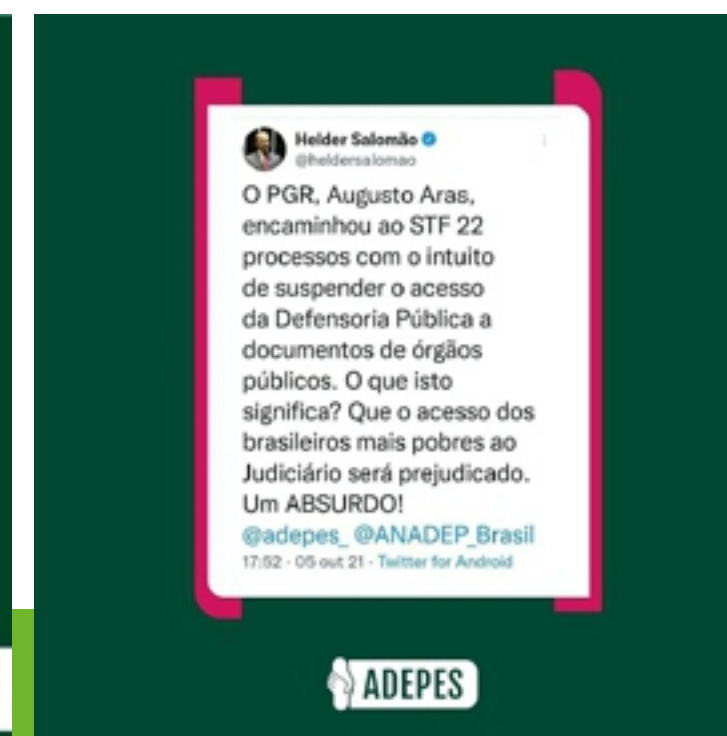 Helder Salomão
@heldersalomao
O PGR, Augusto Aras,
encaminhou ao STF 22
processos com o intuito
de suspender o acesso
da Defensoria Pública a
documentos de órgãos
públicos. O que isto
significa? Que o acesso dos
brasileiros mais pobres ao
Judiciário será prejudicado.
Um ABSURDO!
@adepes_ @ANADEP_Brasil
17:52 · 05 out 21 · Twitter for Android
ADEPES